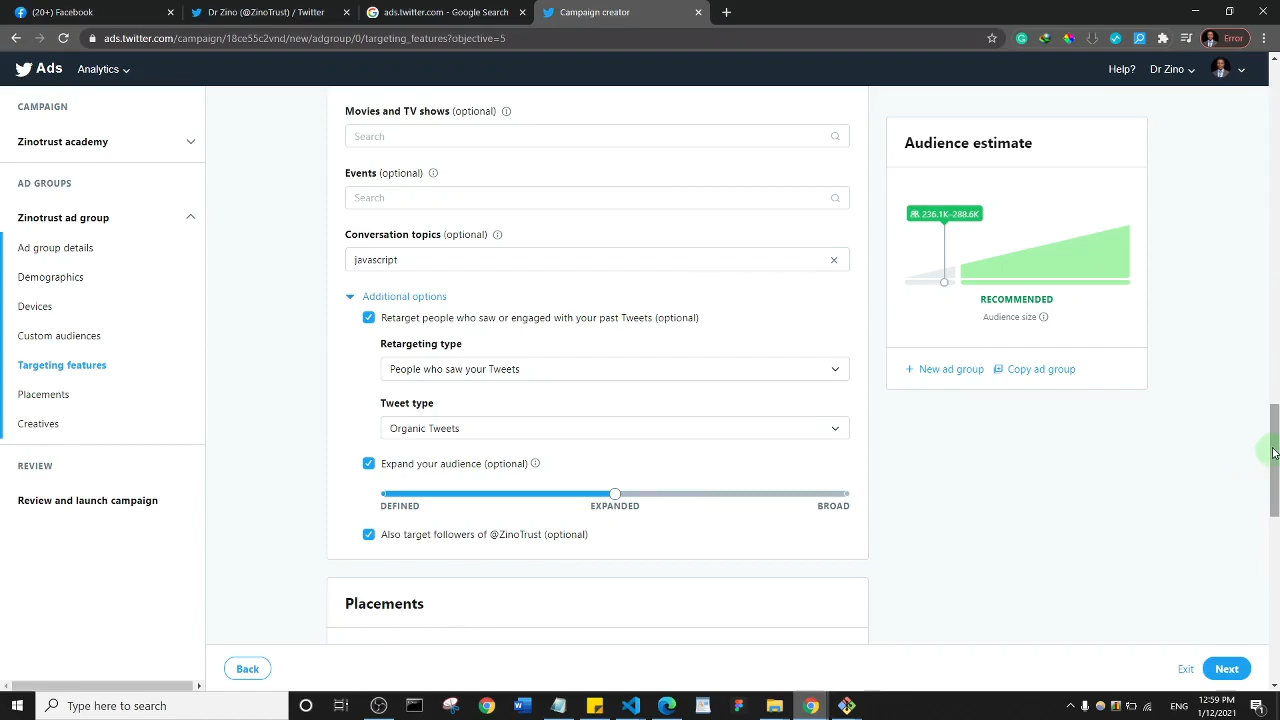 (20+) Facebook
Dr Zino (@ZinoTrust) / Twitter
ads.twitter.com - Google Search
Campaign creator
ads.twitter.com/campaign/18ce55c2vnd/new/adgroup/0/targeting_features?objective=5
Error
Ads
Analytics
Help?
Dr Zino
CAMPAIGN
Zinotrust academy
AD GROUPS
Zinotrust ad group
Ad group details
Demographics
Devices
Custom audiences
Targeting features
Placements
Creatives
REVIEW
Review and launch campaign
Movies and TV shows (optional)
Search
Events (optional)
Search
Conversation topics (optional)
javascript
Additional options
Retarget people who saw or engaged with your past Tweets (optional)
Retargeting type
People who saw your Tweets
Tweet type
Organic Tweets
Expand your audience (optional)
DEFINED
EXPANDED
BROAD
Also target followers of @ZinoTrust (optional)
Placements
Audience estimate
236.1K–288.6K
RECOMMENDED
Audience size
New ad group
Copy ad group
Back
Exit
Next
Type here to search
ENG
12:59 PM
1/12/2021